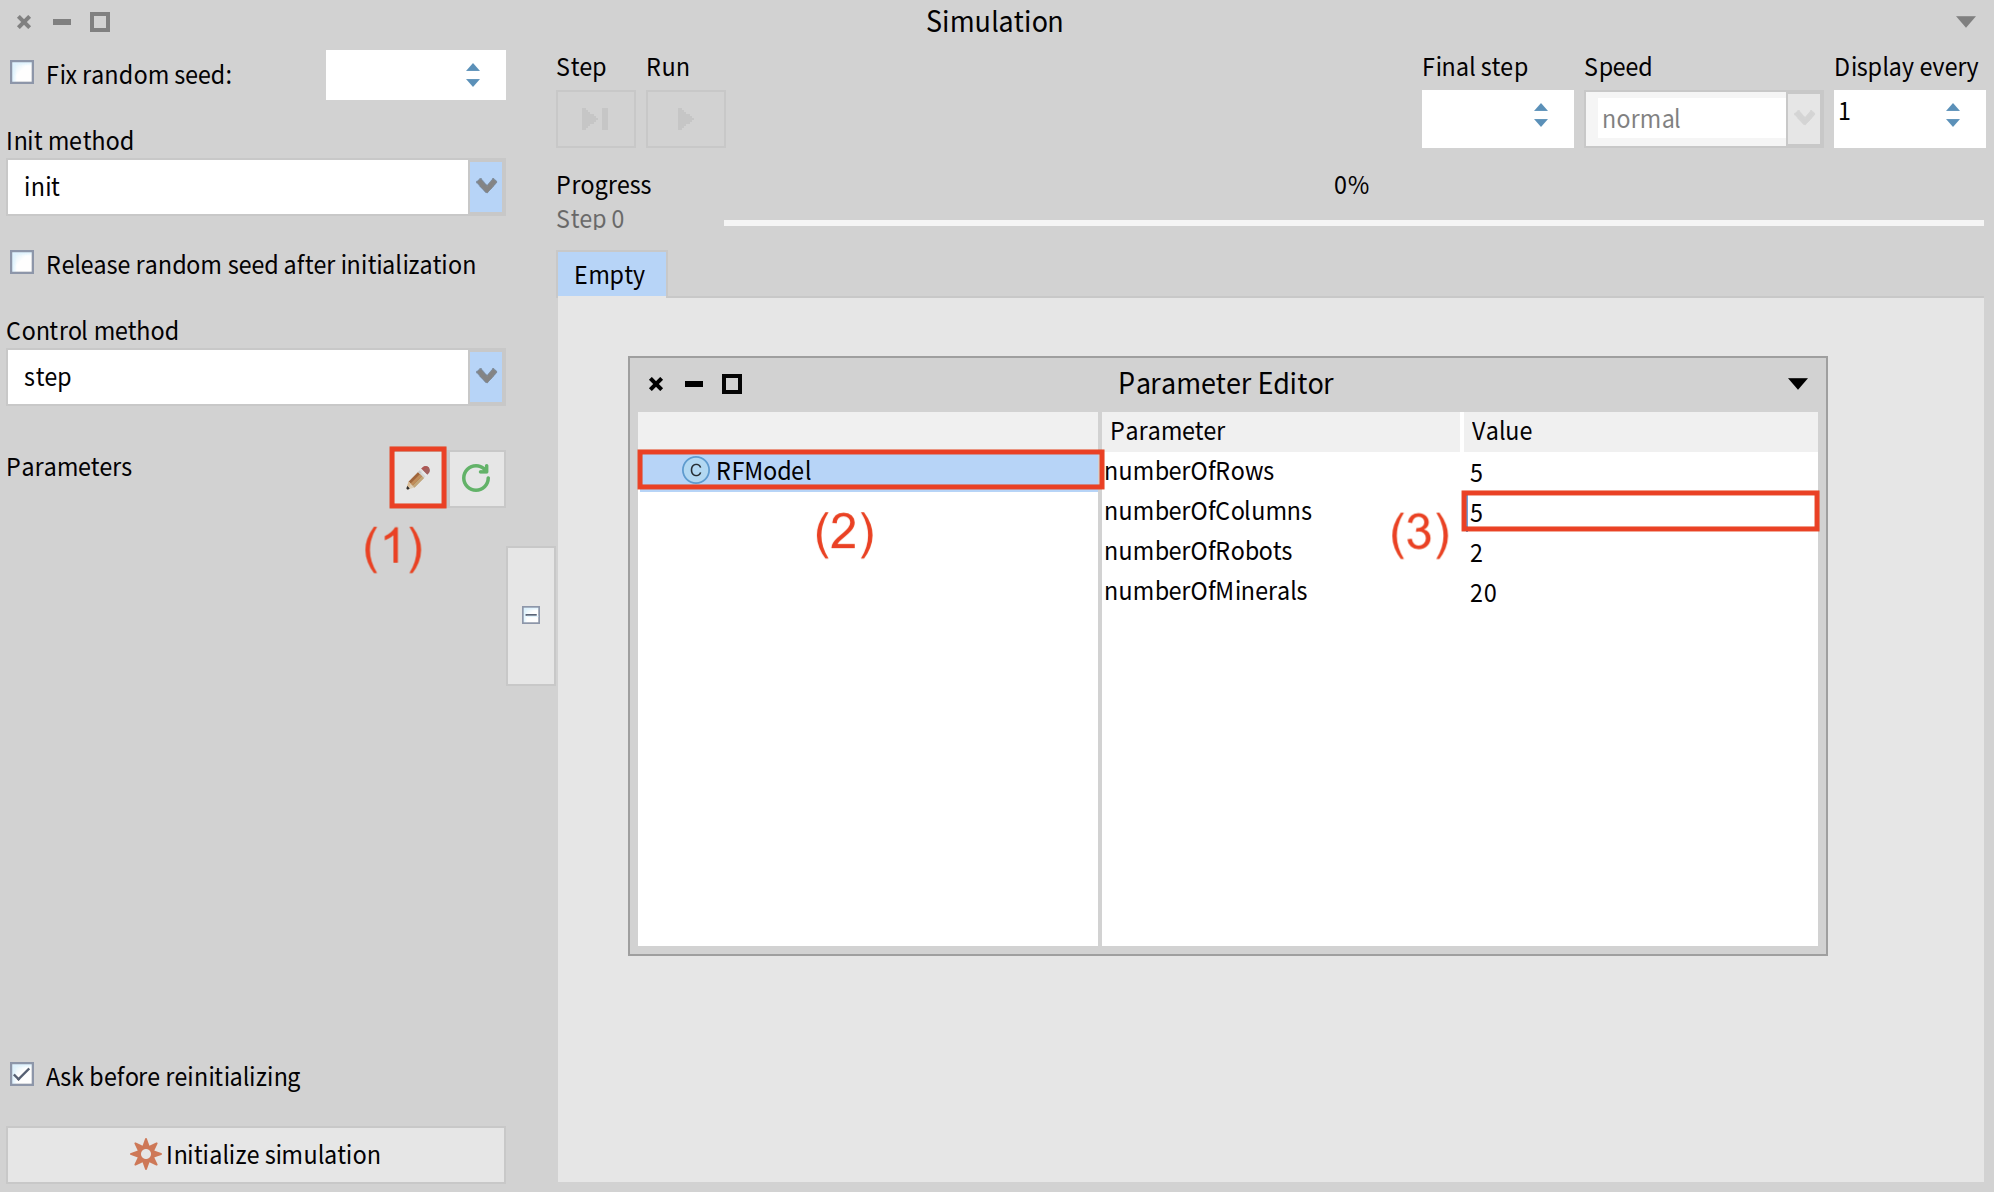 Simulation
Fix random seed:
Init method
init
Release random seed after initialization
Control method
step
Parameters
(1)
Ask before reinitializing
Initialize simulation
Step Run Final step Speed Display every
normal 1
Progress 0%
Step 0
Empty
Parameter Editor
Parameter Value
C RFModel numberOfRows 5
(2) numberOfColumns (3) 5
numberOfRobots 2
numberOfMinerals 20